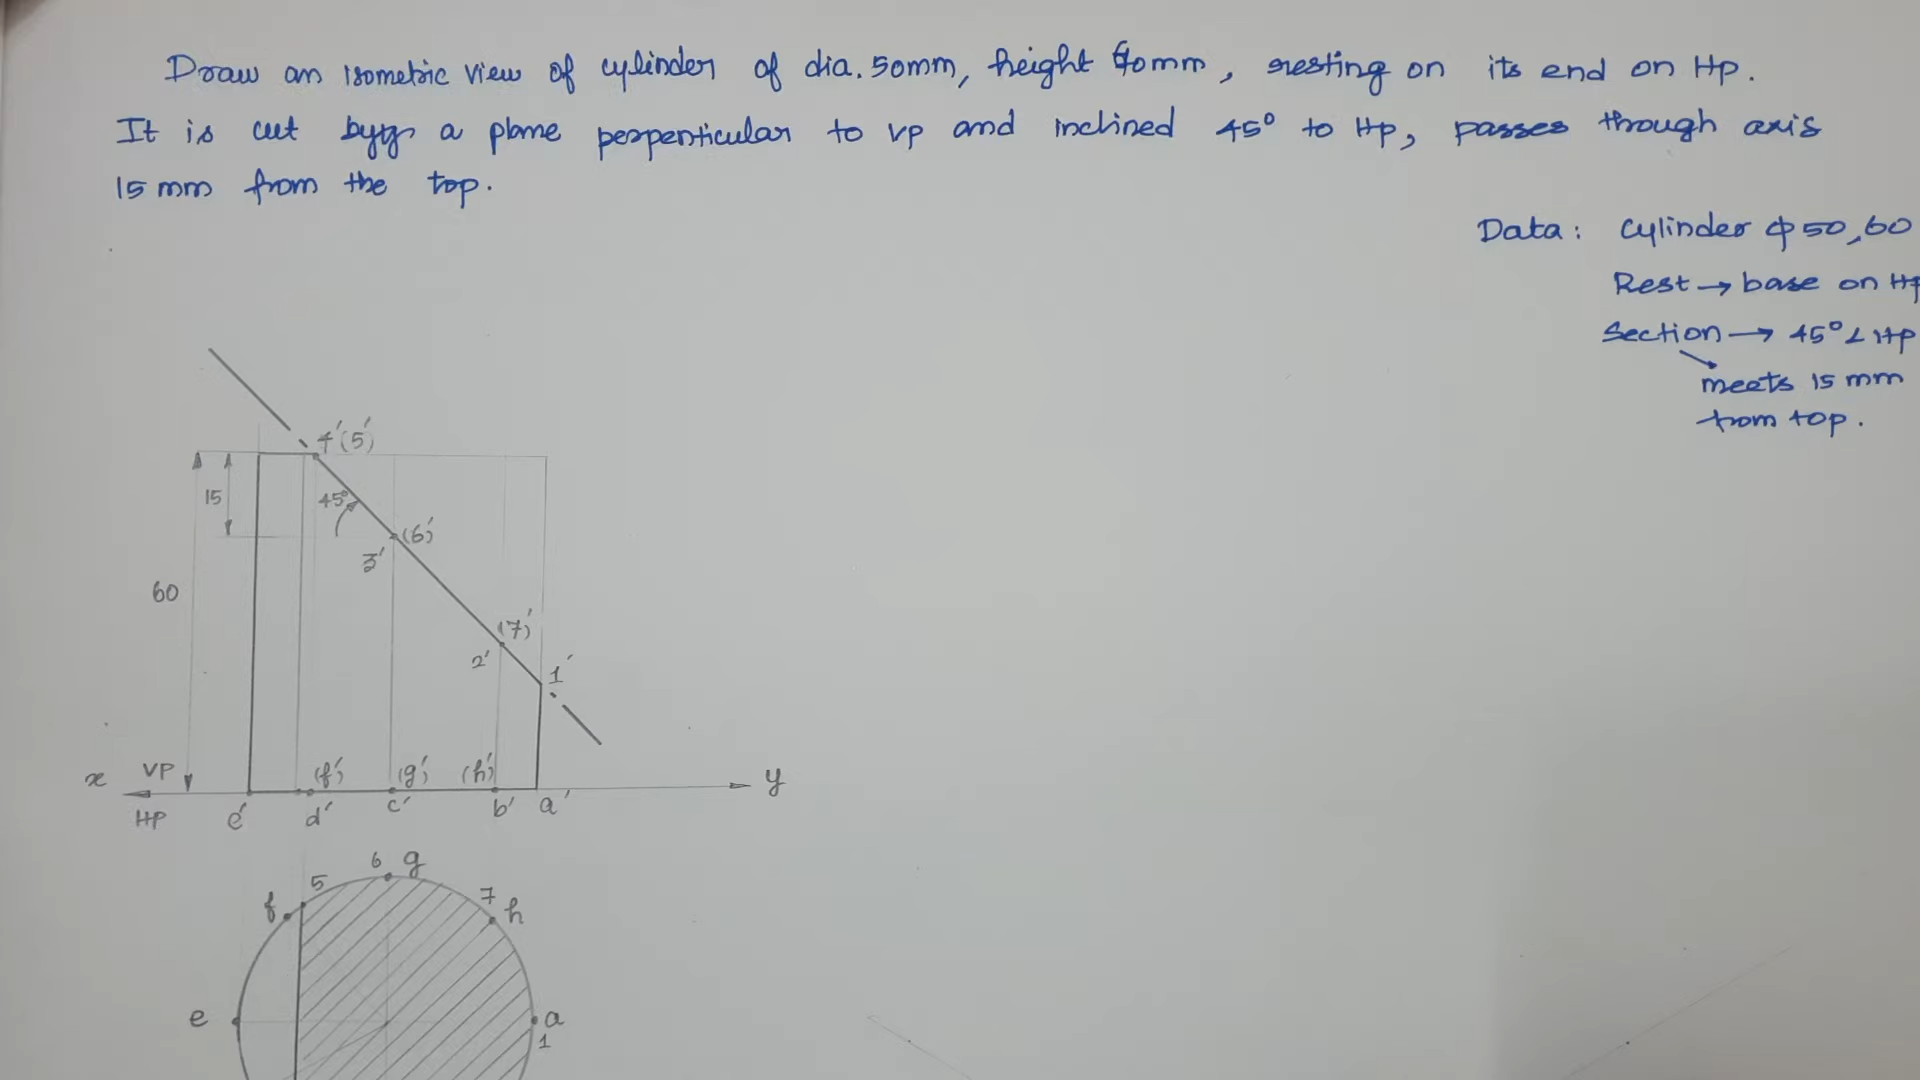 Draw an isometric view of cylinder of dia. 50mm, height 60mm, resting on its end on Hp.
It is cut by a plane perpenticular to vp and inclined 45° to Hp, passes through axis
15 mm from the top.
Data: Cylinder ϕ 50, 60
Rest → base on Hp
Section → 45° ∠ Hp
meets 15 mm
from top.
4'(5')
15
45°
(6')
3'
60
(7')
2'
1'
x VP (f') (g') (h') y
HP e' d' c' b' a'
6 g
5 7
f h
e a
1